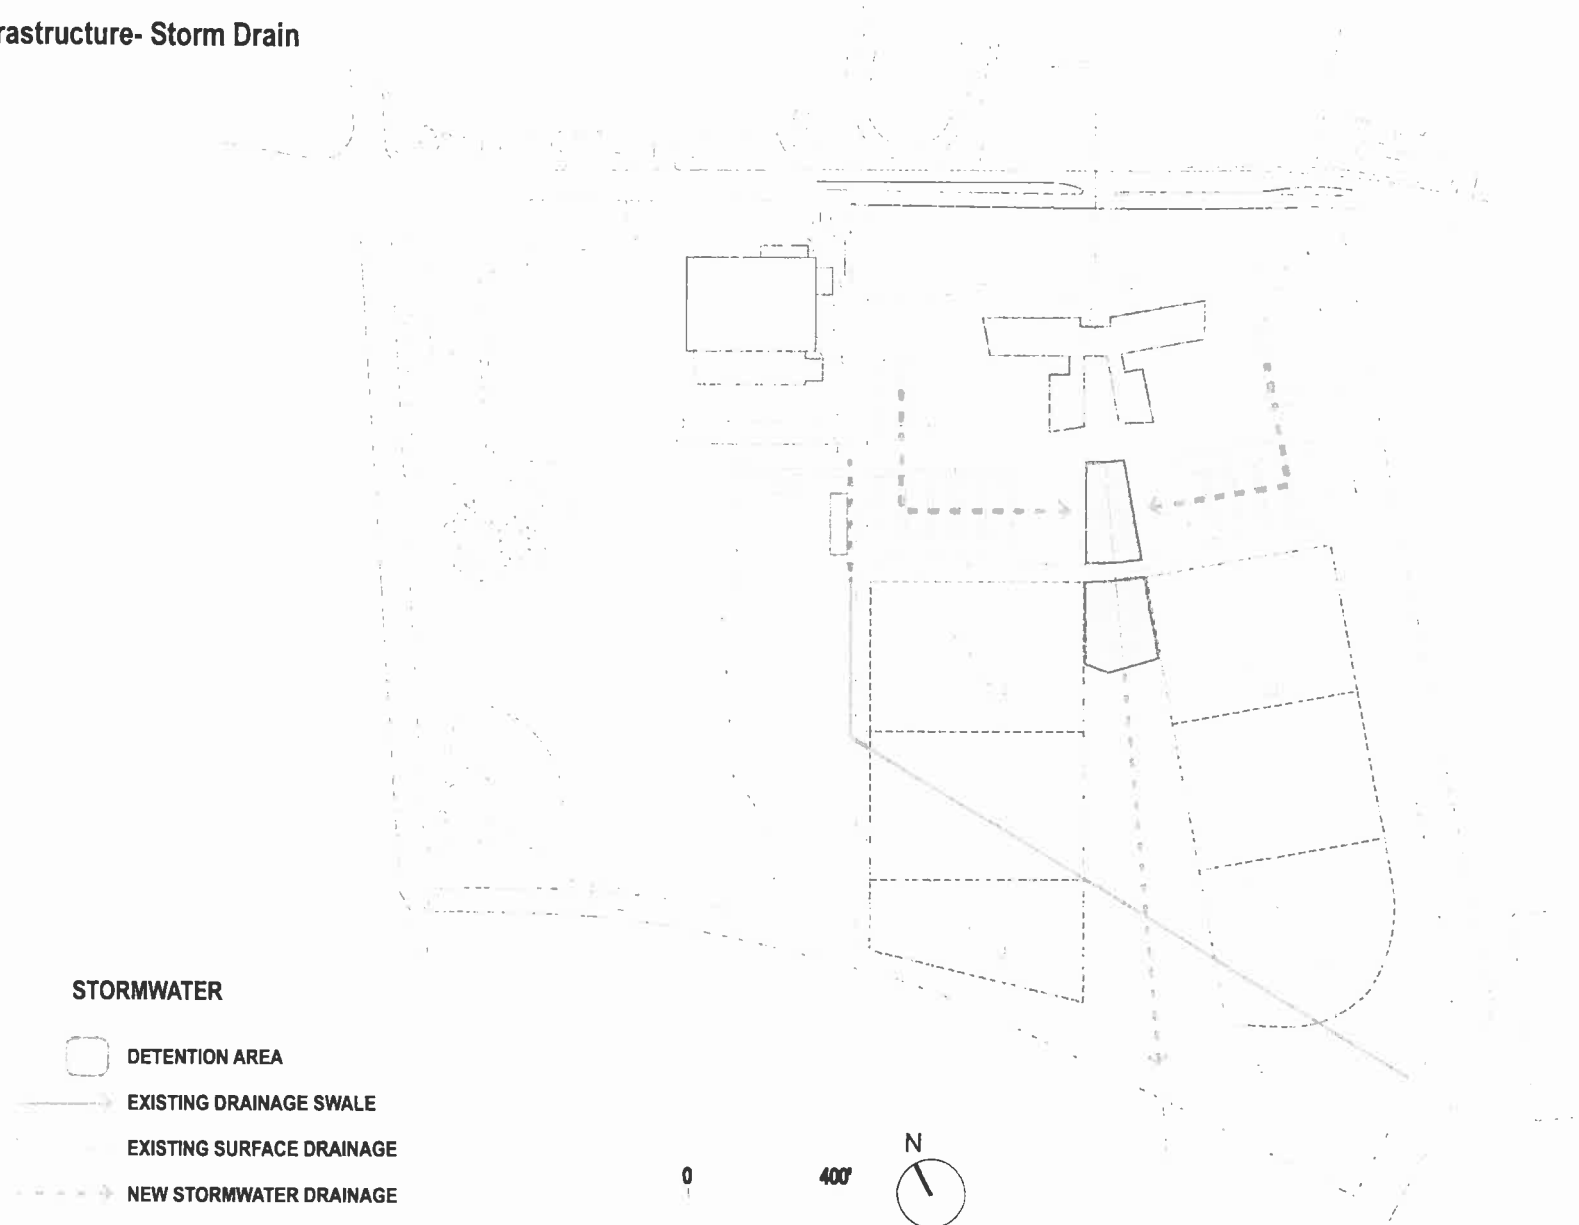 rastructure- Storm Drain
STORMWATER
DETENTION AREA
EXISTING DRAINAGE SWALE
EXISTING SURFACE DRAINAGE
NEW STORMWATER DRAINAGE
0 400'
N